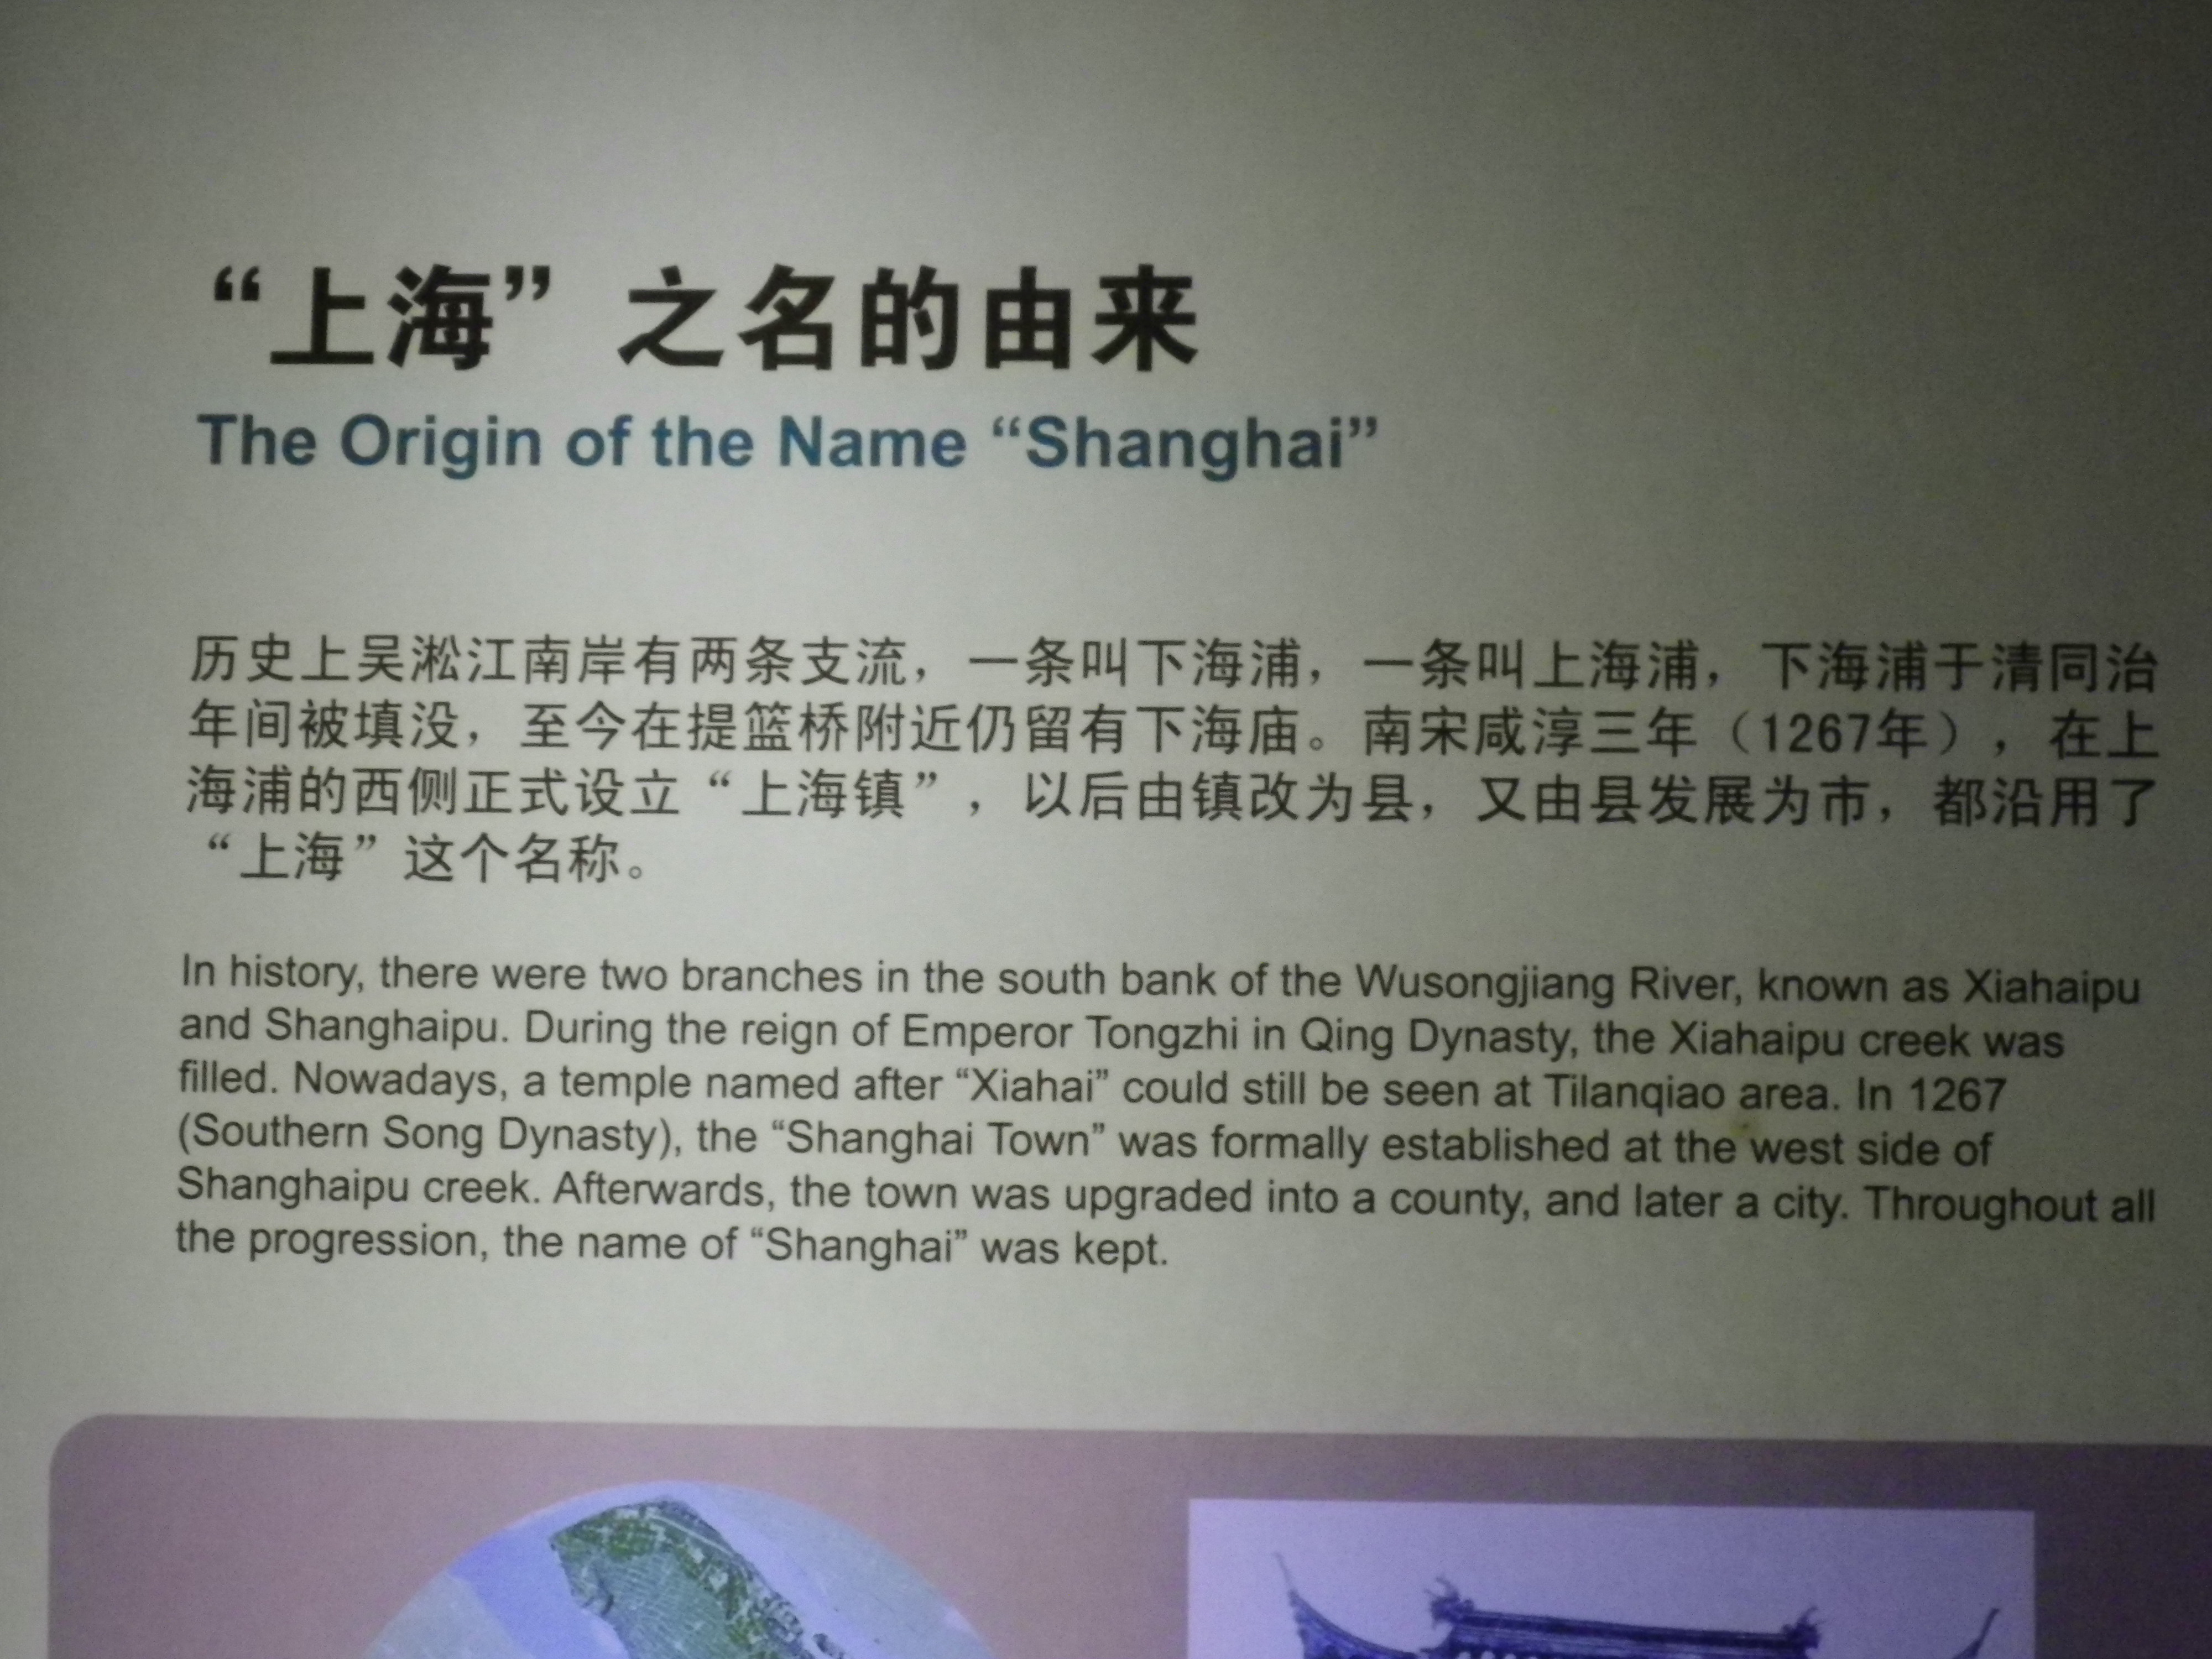 “上海”之名的由来
The Origin of the Name “Shanghai”
历史上吴淞江南岸有两条支流，一条叫下海浦，一条叫上海浦，下海浦于清同治
年间被填没，至今在提篮桥附近仍留有下海庙。南宋咸淳三年（1267年），在上
海浦的西侧正式设立“上海镇”，以后由镇改为县，又由县发展为市，都沿用了
“上海”这个名称。
In history, there were two branches in the south bank of the Wusongjiang River, known as Xiahaipu
and Shanghaipu. During the reign of Emperor Tongzhi in Qing Dynasty, the Xiahaipu creek was
filled. Nowadays, a temple named after “Xiahai” could still be seen at Tilanqiao area. In 1267
(Southern Song Dynasty), the “Shanghai Town” was formally established at the west side of
Shanghaipu creek. Afterwards, the town was upgraded into a county, and later a city. Throughout all
the progression, the name of “Shanghai” was kept.